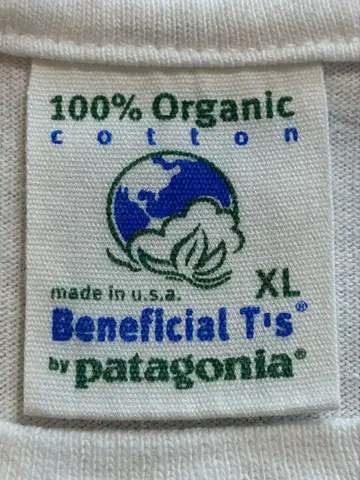 100% Organic
cotton
XL
made in u.s.a.
Beneficial T's®
by patagonia®